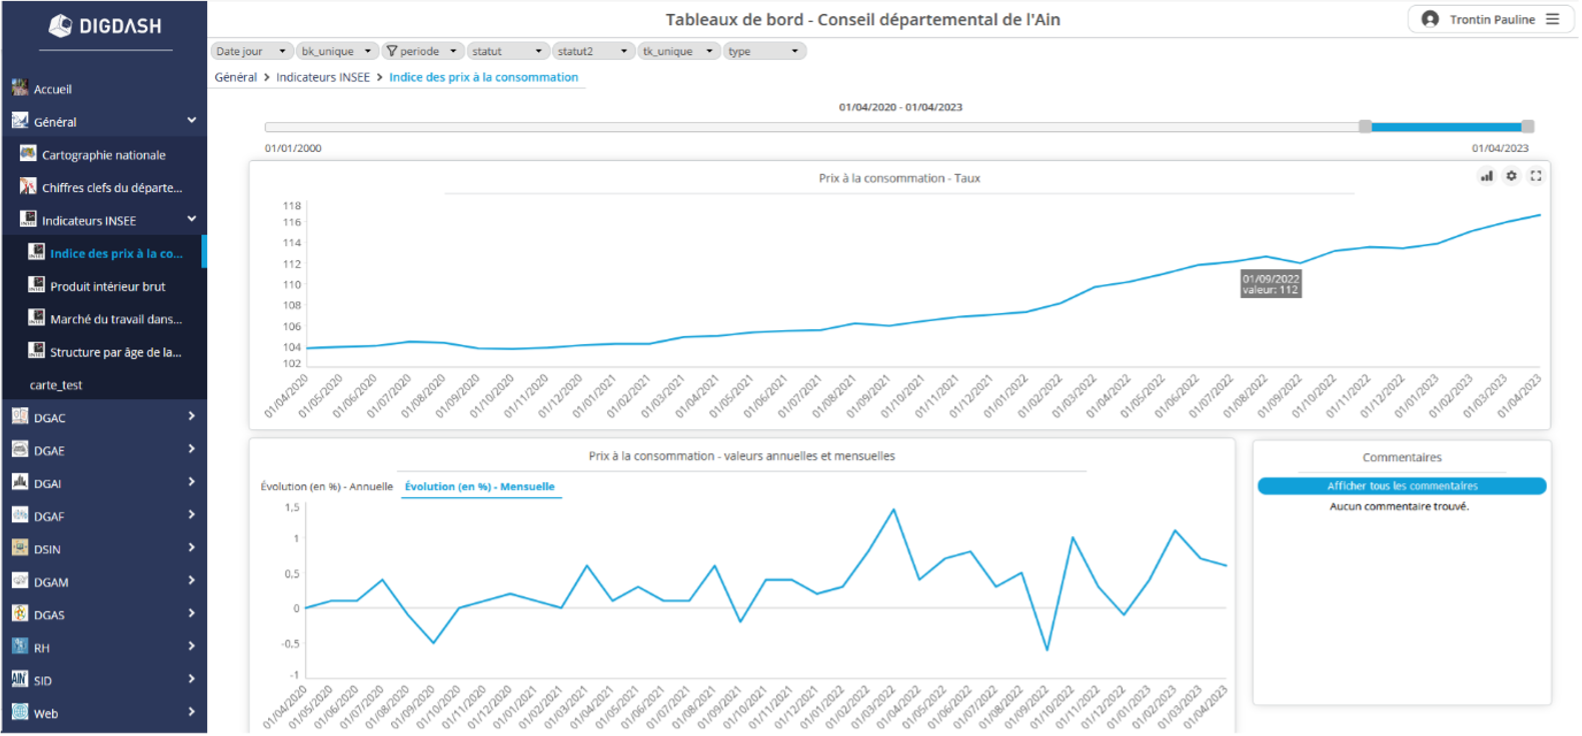 DIGDASH
Tableaux de bord - Conseil départemental de l'Ain
Trontin Pauline
Date jour
bk_unique
periode
statut
statut2
tk_unique
type
Général > Indicateurs INSEE > Indice des prix à la consommation
Accueil
Général
Cartographie nationale
Chiffres clefs du départe...
Indicateurs INSEE
Indice des prix à la co...
Produit intérieur brut
Marché du travail dans...
Structure par âge de la...
carte_test
DGAC
DGAE
DGAI
DGAF
DSIN
DGAM
DGAS
RH
SID
Web
01/04/2020 - 01/04/2023
01/01/2000
01/04/2023
Prix à la consommation - Taux
118
116
114
112
110
108
106
104
102
01/09/2022
valeur: 112
01/04/2020
01/05/2020
01/06/2020
01/07/2020
01/08/2020
01/09/2020
01/10/2020
01/11/2020
01/12/2020
01/01/2021
01/02/2021
01/03/2021
01/04/2021
01/05/2021
01/06/2021
01/07/2021
01/08/2021
01/09/2021
01/10/2021
01/11/2021
01/12/2021
01/01/2022
01/02/2022
01/03/2022
01/04/2022
01/05/2022
01/06/2022
01/07/2022
01/08/2022
01/09/2022
01/10/2022
01/11/2022
01/12/2022
01/01/2023
01/02/2023
01/03/2023
01/04/2023
Prix à la consommation - valeurs annuelles et mensuelles
Évolution (en %) - Annuelle
Évolution (en %) - Mensuelle
1,5
1
0.5
0
-0.5
-1
01/04/2020
01/05/2020
01/06/2020
01/07/2020
01/08/2020
01/09/2020
01/10/2020
01/11/2020
01/12/2020
01/01/2021
01/02/2021
01/03/2021
01/04/2021
01/05/2021
01/06/2021
01/07/2021
01/08/2021
01/09/2021
01/10/2021
01/11/2021
01/12/2021
01/01/2022
01/02/2022
01/03/2022
01/04/2022
01/05/2022
01/06/2022
01/07/2022
01/08/2022
01/09/2022
01/10/2022
01/11/2022
01/12/2022
01/01/2023
01/02/2023
01/03/2023
01/04/2023
Commentaires
Afficher tous les commentaires
Aucun commentaire trouvé.